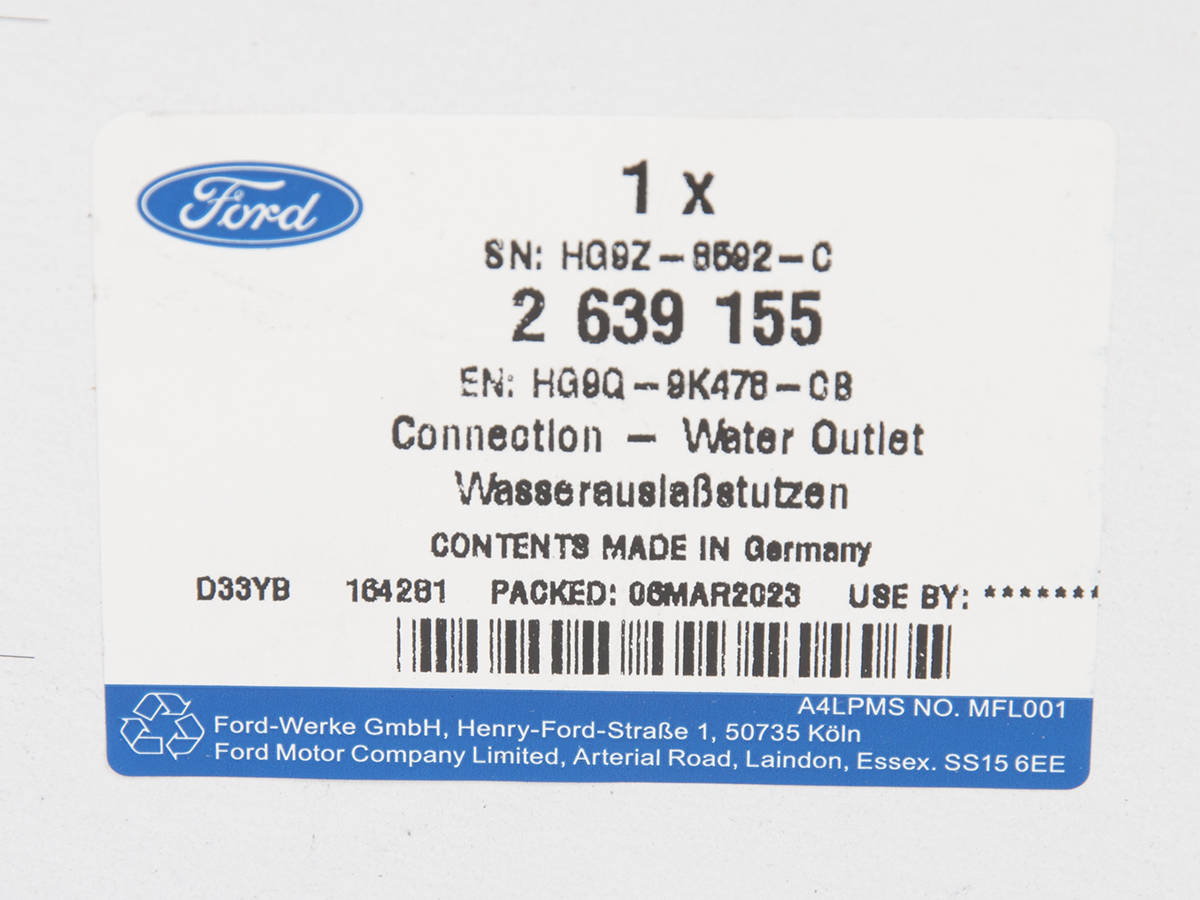 Ford
1 x
SN: HG9Z-8592-C
2 639 155
EN: HG9Q-9K478-CB
Connection - Water Outlet
Wasserauslaßstutzen
CONTENTS MADE IN Germany
D33YB 164281 PACKED: 06MAR2023 USE BY: *******
A4LPMS NO. MFL001
Ford-Werke GmbH, Henry-Ford-Straße 1, 50735 Köln
Ford Motor Company Limited, Arterial Road, Laindon, Essex. SS15 6EE